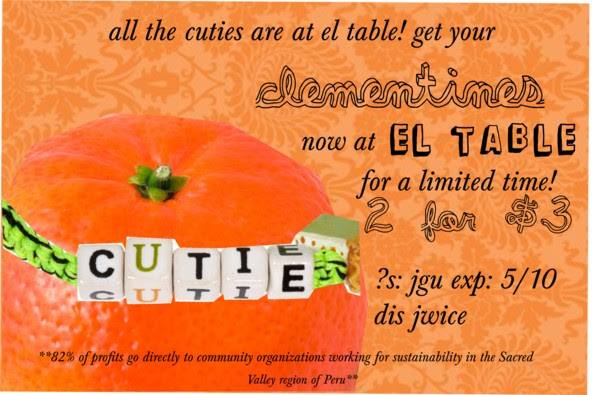 all the cuties are at el table! get your
clementines
now at EL TABLE
for a limited time!
2 for $3
CUTIE
?s: jgu exp: 5/10
dis jwice
**82% of profits go directly to community organizations working for sustainability in the Sacred
Valley region of Peru**